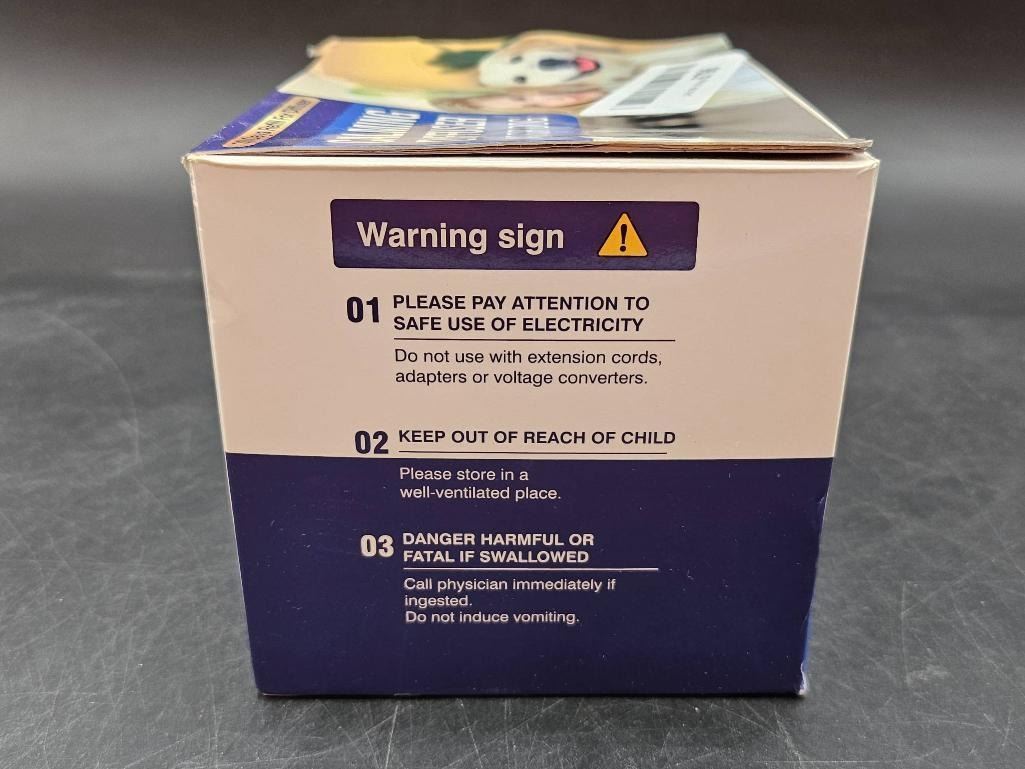 CALMING
Warning sign
01 PLEASE PAY ATTENTION TO
SAFE USE OF ELECTRICITY
Do not use with extension cords,
adapters or voltage converters.
02 KEEP OUT OF REACH OF CHILD
Please store in a
well-ventilated place.
03 DANGER HARMFUL OR
FATAL IF SWALLOWED
Call physician immediately if
ingested.
Do not induce vomiting.